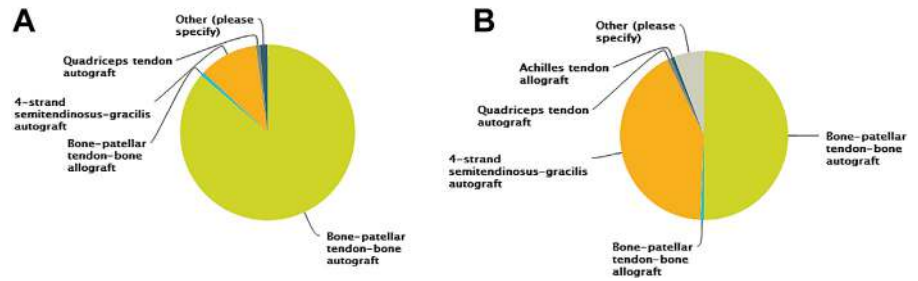 A
Other (please
specify)
Quadriceps tendon
autograft
4-strand
semitendinosus-gracilis
autograft
Bone-patellar
tendon-bone
allograft
Bone-patellar
tendon-bone
autograft
B
Other (please
specify)
Achilles tendon
allograft
Quadriceps tendon
autograft
4-strand
semitendinosus-gracilis
autograft
Bone-patellar
tendon-bone
autograft
Bone-patellar
tendon-bone
allograft